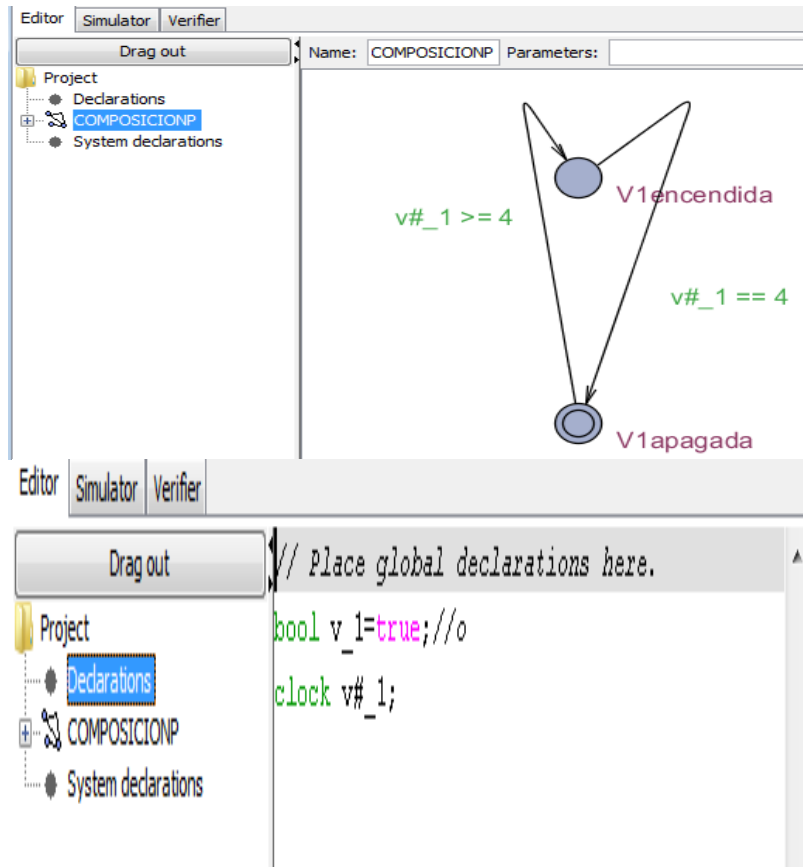 Editor Simulator Verifier
Drag out
Name: COMPOSICIONP Parameters:
Project
Declarations
COMPOSICIONP
System declarations
V1encendida
v#_1 >= 4
v#_1 == 4
V1apagada
Editor Simulator Verifier
Drag out
// Place global declarations here.
Project
bool v_1=true;//o
Declarations
clock v#_1;
COMPOSICIONP
System declarations